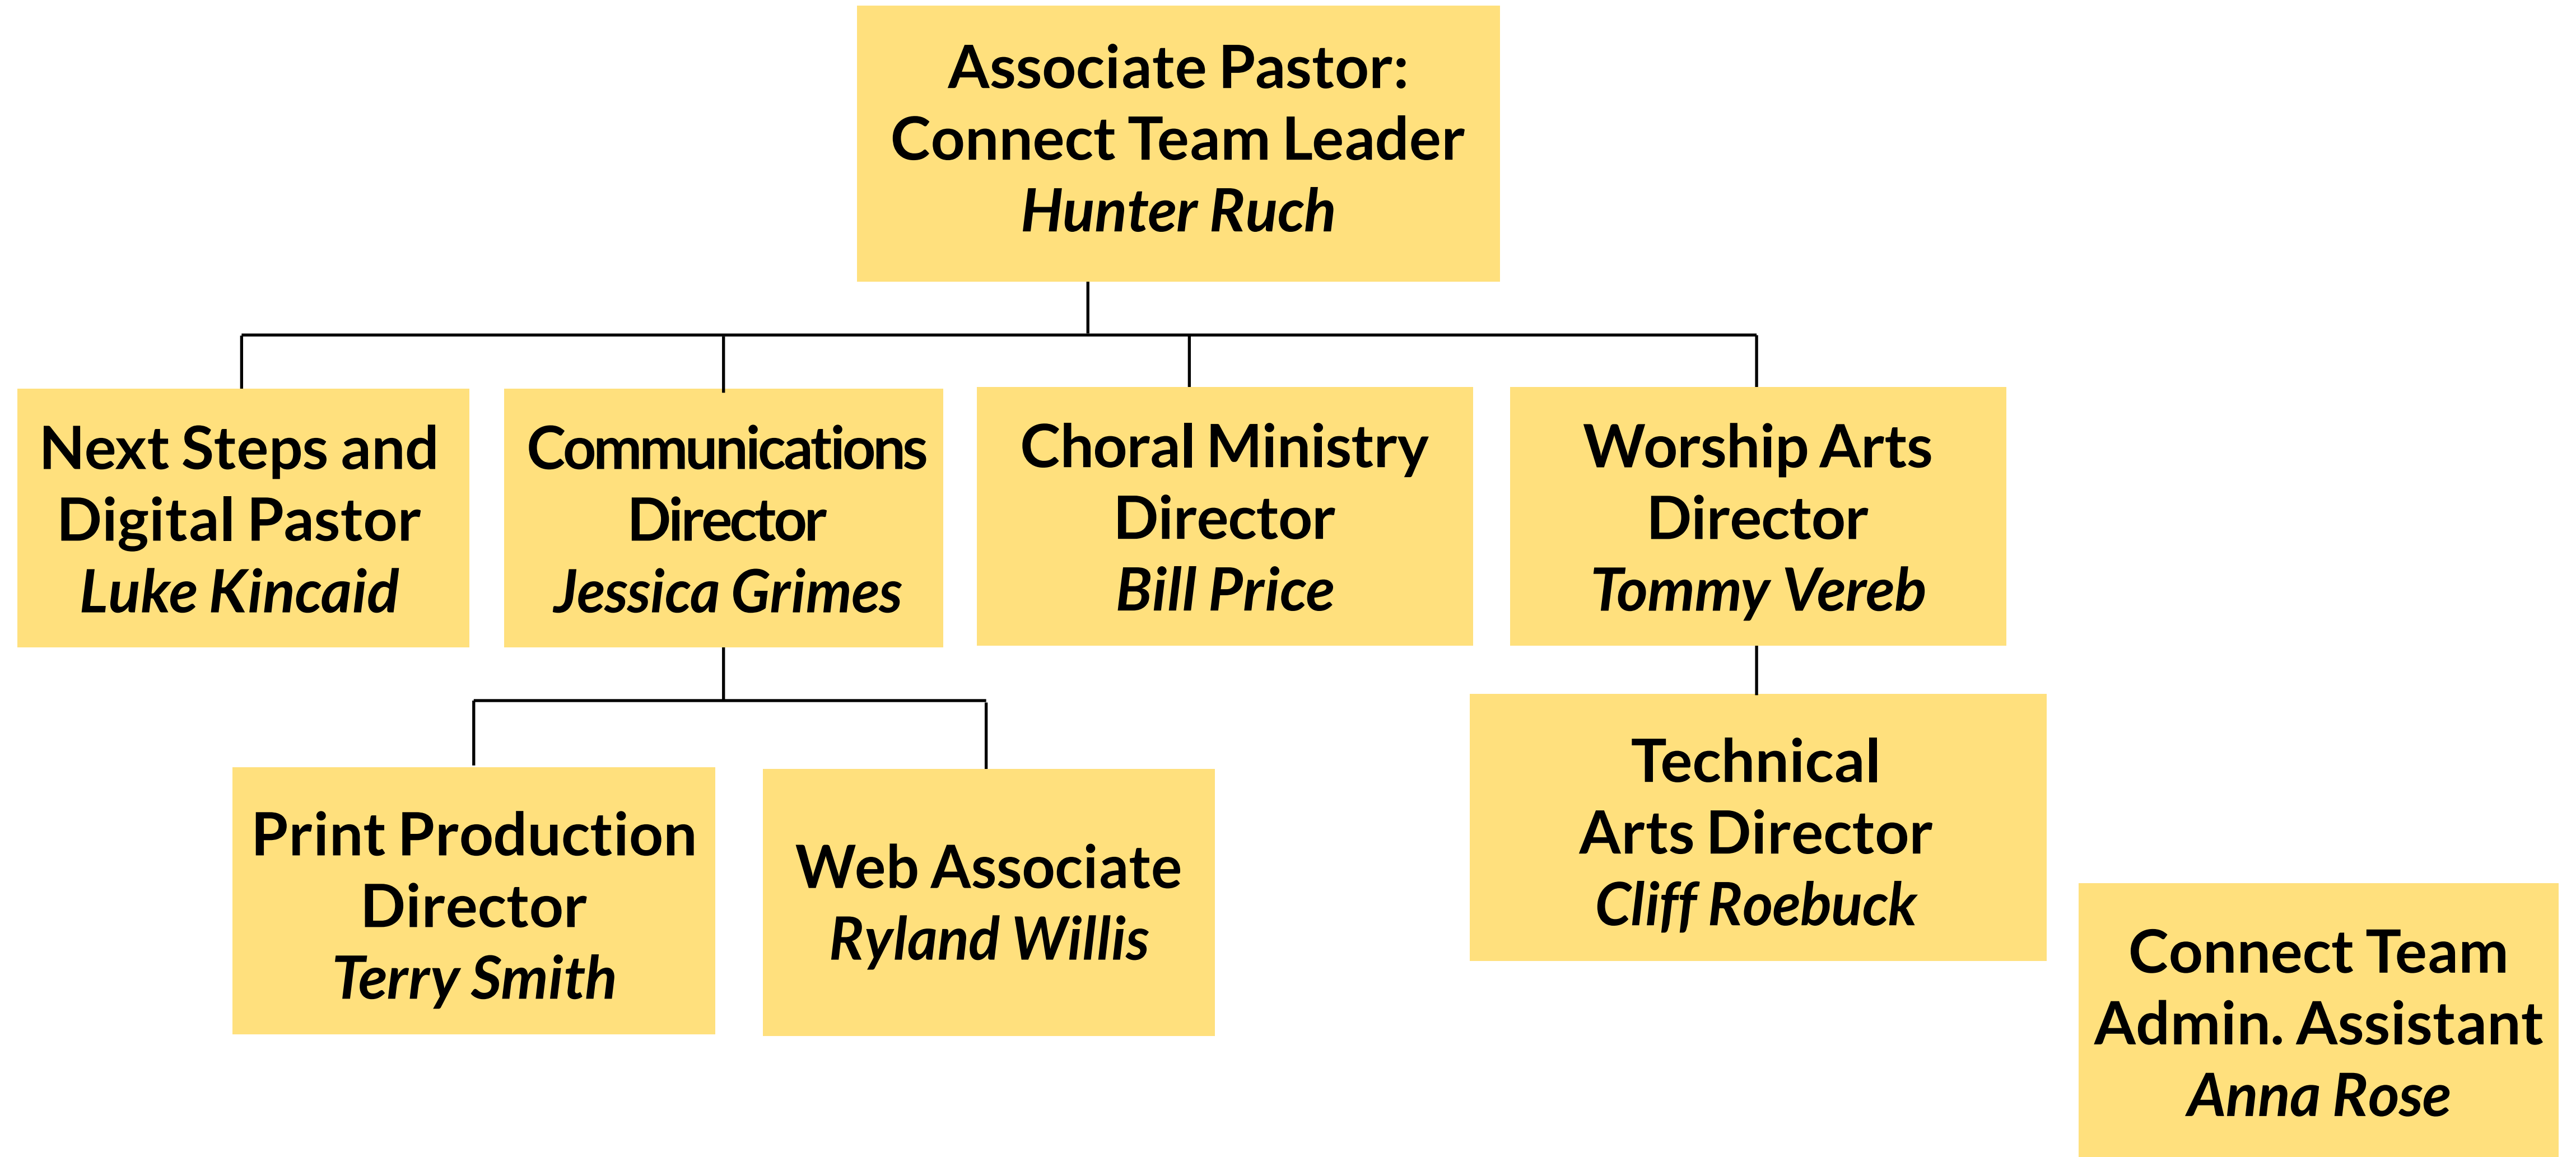 Associate Pastor:
Connect Team Leader
Hunter Ruch
Next Steps and
Digital Pastor
Luke Kincaid
Communications
Director
Jessica Grimes
Choral Ministry
Director
Bill Price
Worship Arts
Director
Tommy Vereb
Print Production
Director
Terry Smith
Web Associate
Ryland Willis
Technical
Arts Director
Cliff Roebuck
Connect Team
Admin. Assistant
Anna Rose